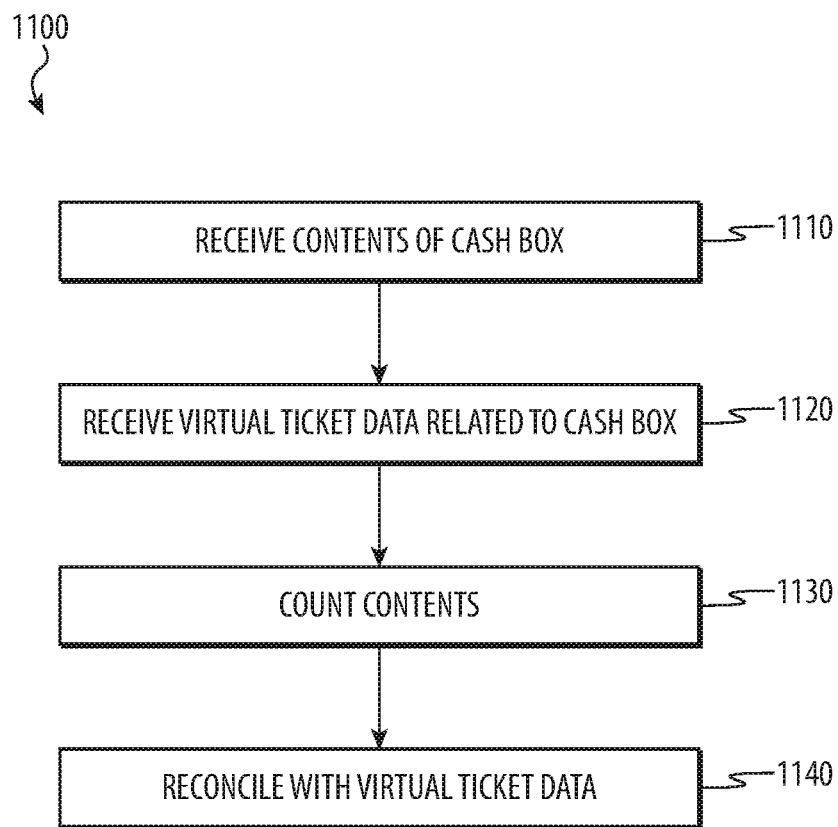 1100
RECEIVE CONTENTS OF CASH BOX
1110
RECEIVE VIRTUAL TICKET DATA RELATED TO CASH BOX
1120
COUNT CONTENTS
1130
RECONCILE WITH VIRTUAL TICKET DATA
1140